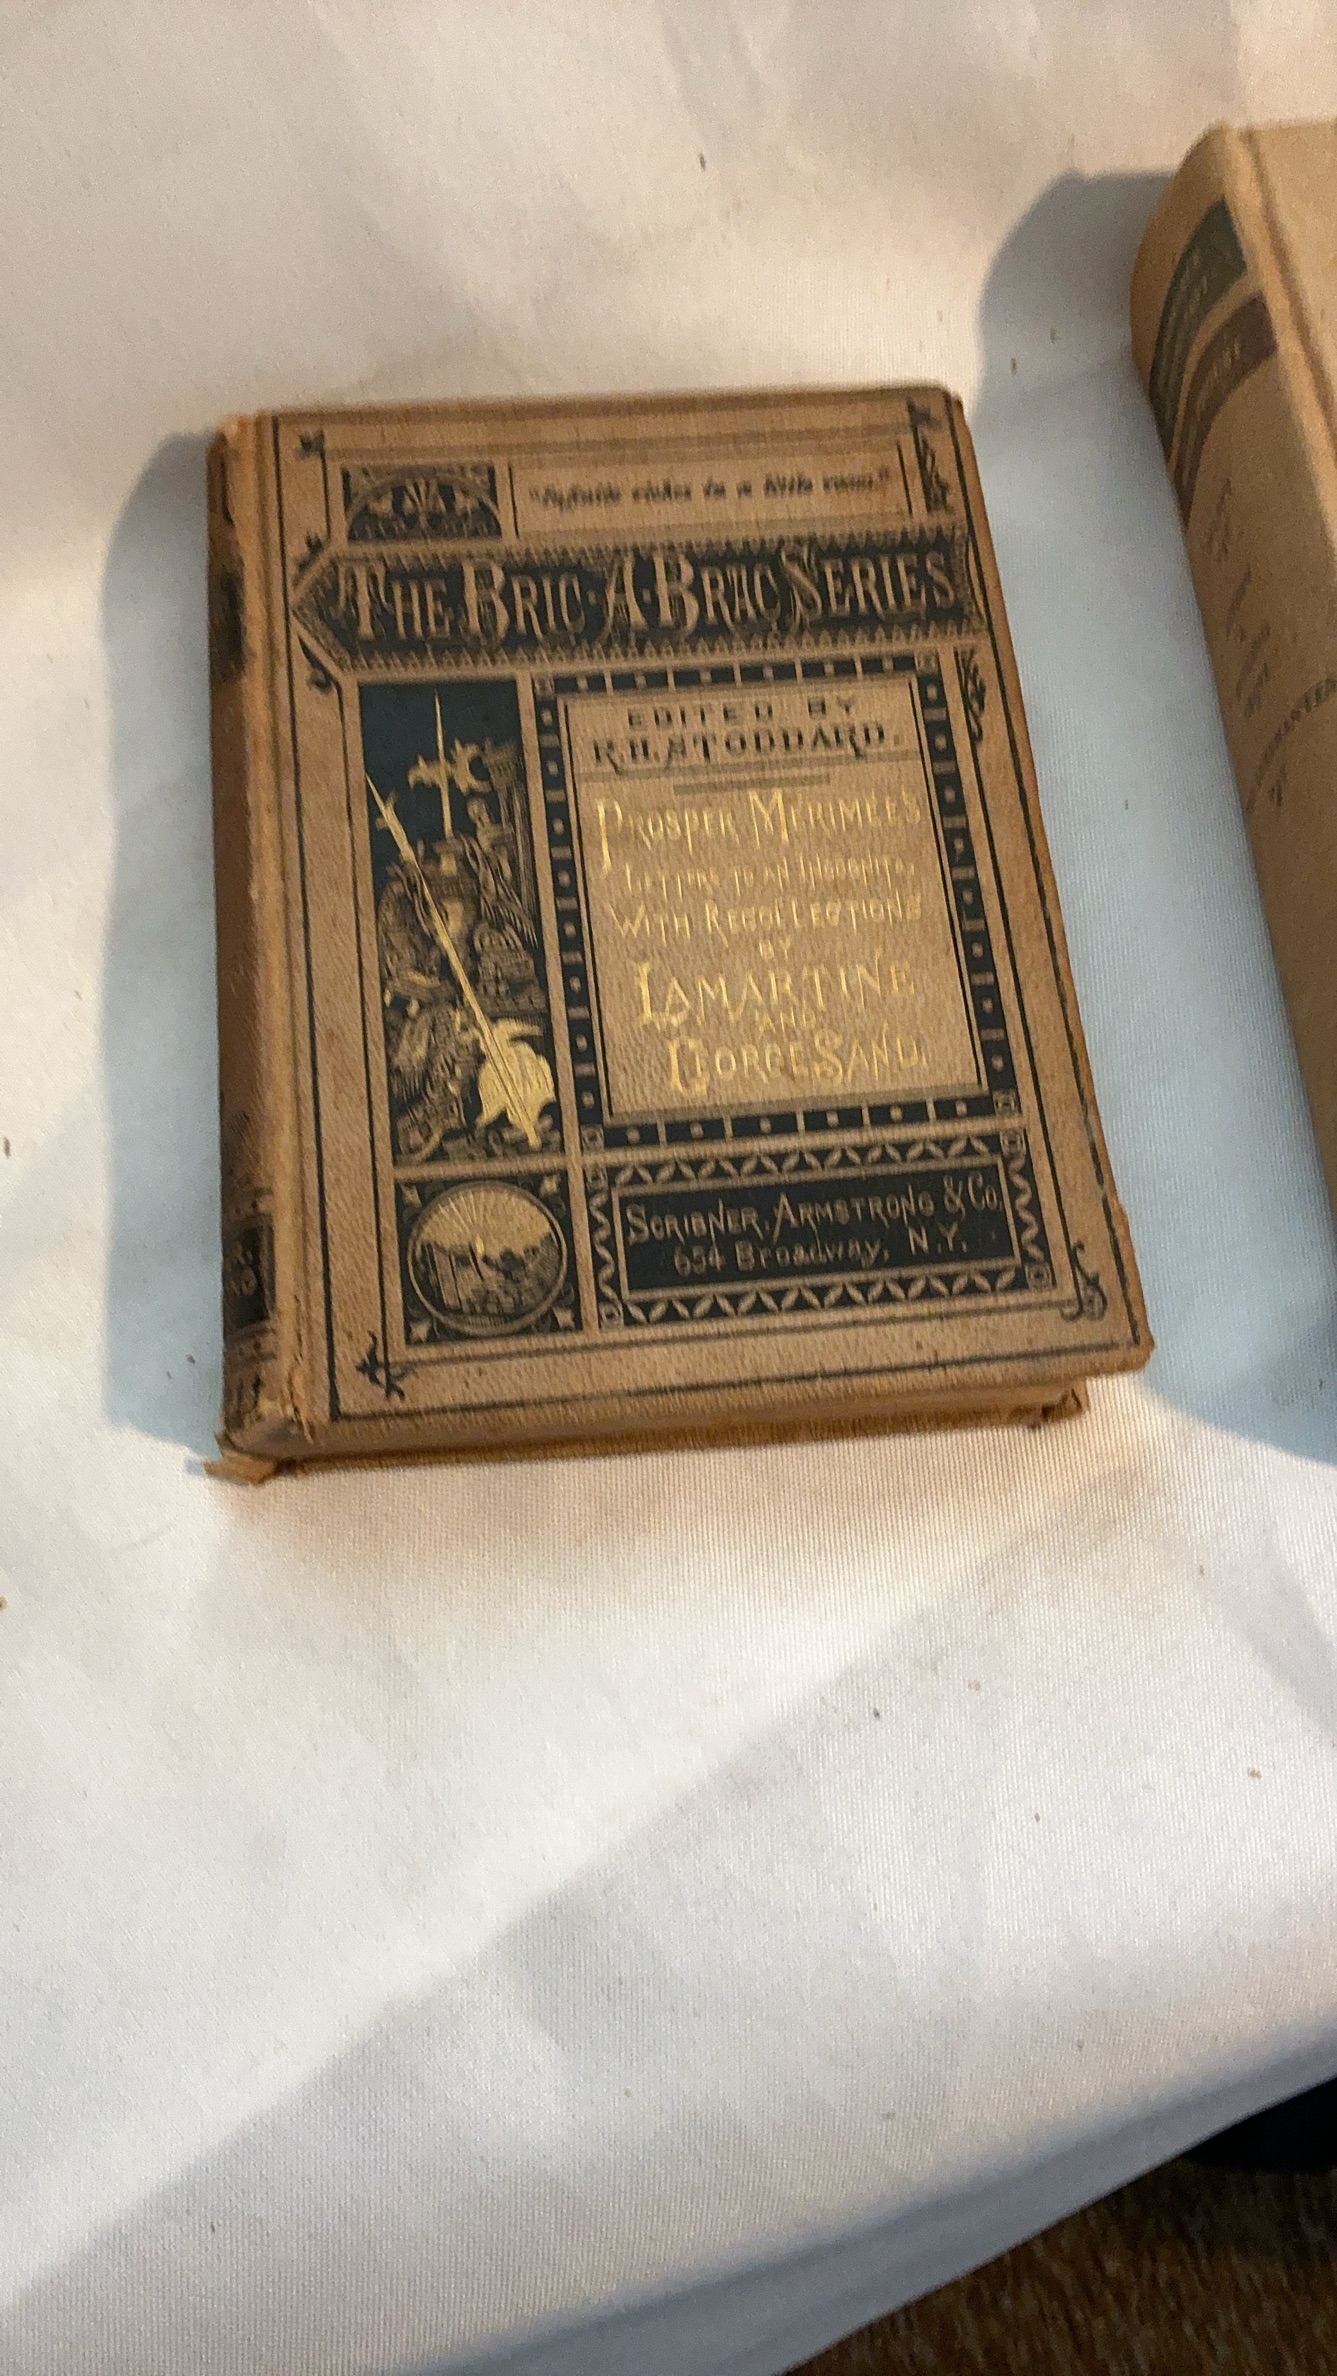 "Infinite riches in a little room."
THE BRIC-A-BRAC SERIES
EDITED BY
R.H. STODDARD.
PROSPER MERIMEE'S
LETTERS TO AN INCOGNITA,
WITH RECOLLECTIONS
BY
LAMARTINE
AND
GEORGE SAND.
SCRIBNER, ARMSTRONG & CO,
654 Broadway, N.Y.